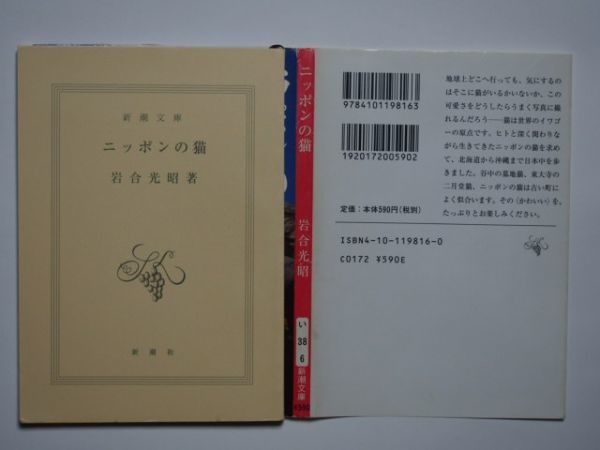 新潮文庫
ニッポンの猫
岩合光昭著
新潮社
ニッポンの猫
岩合光昭
い
38
6
新潮文庫
¥590
9784101198163
1920172005902
定価:本体590円(税別)
ISBN4-10-119816-0
C0172 ¥590E
地球上どこへ行っても、気にするの
はそこに猫がいるかいないか、この
可愛さをどうしたらうまく写真に撮
れるんだろう――猫は世界のイワゴ
ーの原点です。ヒトと深く関わりな
がら生きてきたニッポンの猫を求め
て、北海道から沖縄まで日本中を歩
きました。谷中の墓地猫、東大寺の
二月堂猫、ニッポンの猫は古い町に
よく似合います。その〈かわいい〉を、
たっぷりとお楽しみください。